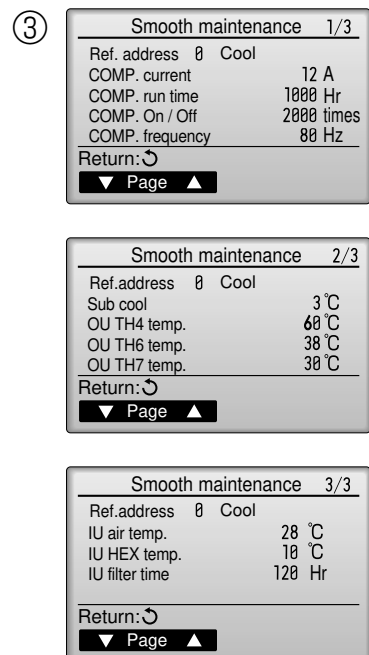 ③
Smooth maintenance 1/3
Ref. address 0 Cool
COMP. current 12 A
COMP. run time 1000 Hr
COMP. On / Off 2000 times
COMP. frequency 80 Hz
Return:
▼ Page ▲
Smooth maintenance 2/3
Ref.address 0 Cool
Sub cool 3 °C
OU TH4 temp. 60 °C
OU TH6 temp. 38 °C
OU TH7 temp. 30 °C
Return:
▼ Page ▲
Smooth maintenance 3/3
Ref.address 0 Cool
IU air temp. 28 °C
IU HEX temp. 10 °C
IU filter time 120 Hr
Return:
▼ Page ▲